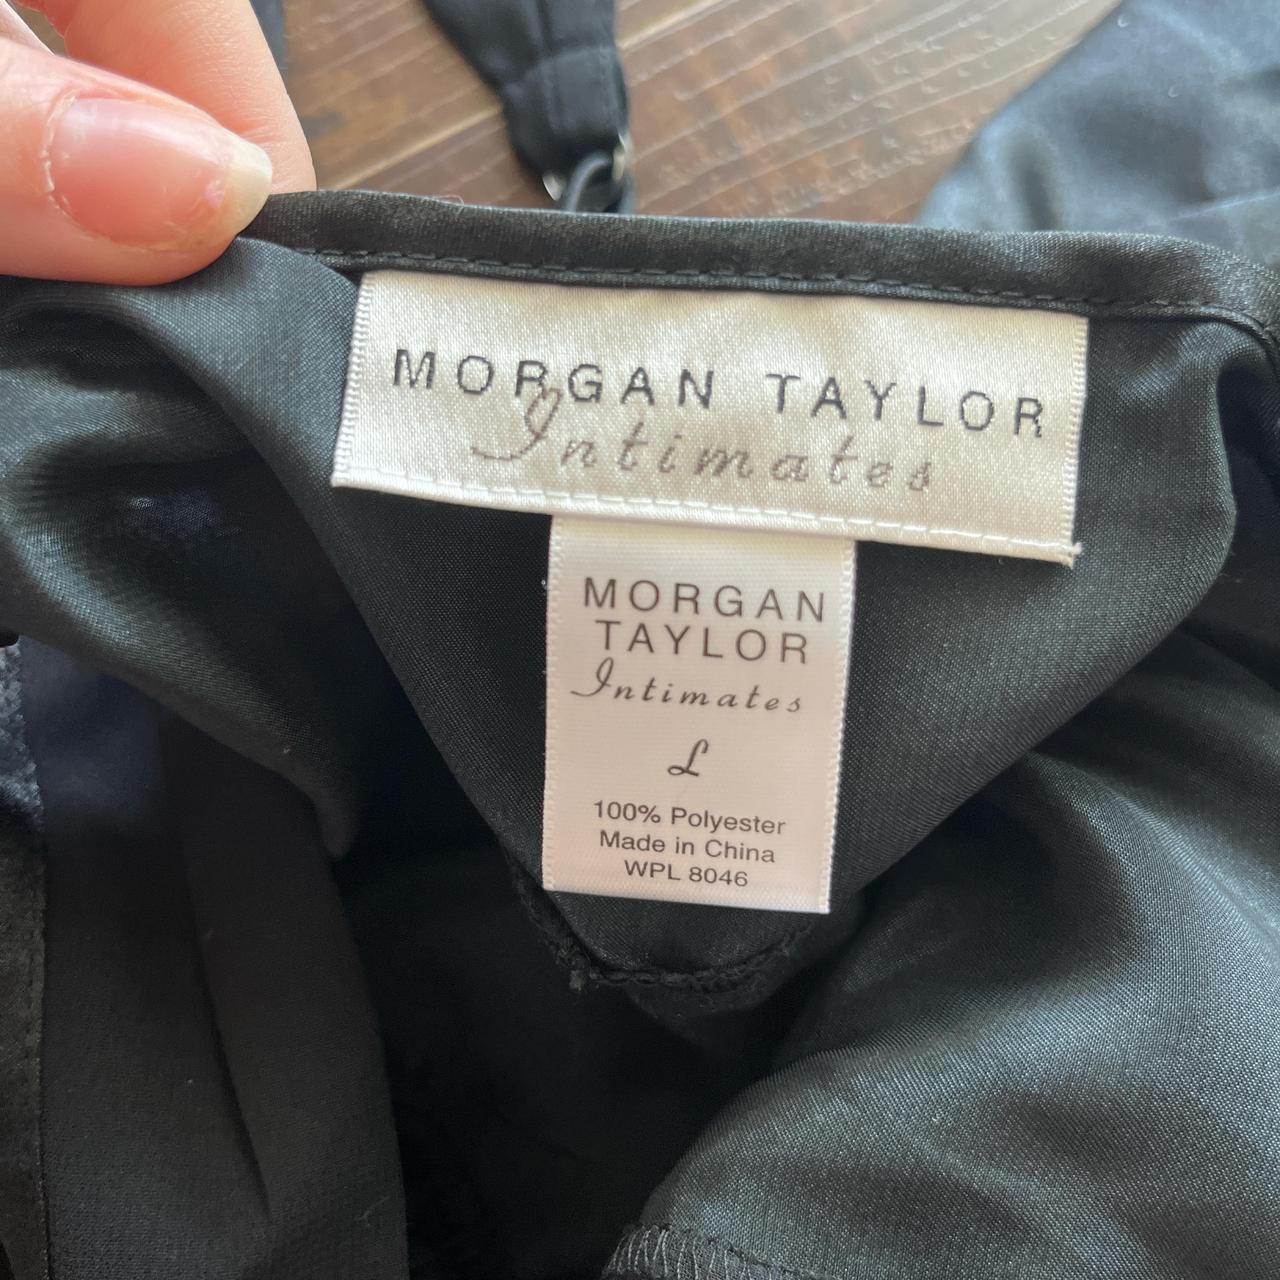 MORGAN TAYLOR
Intimates
MORGAN
TAYLOR
Intimates
L
100% Polyester
Made in China
WPL 8046